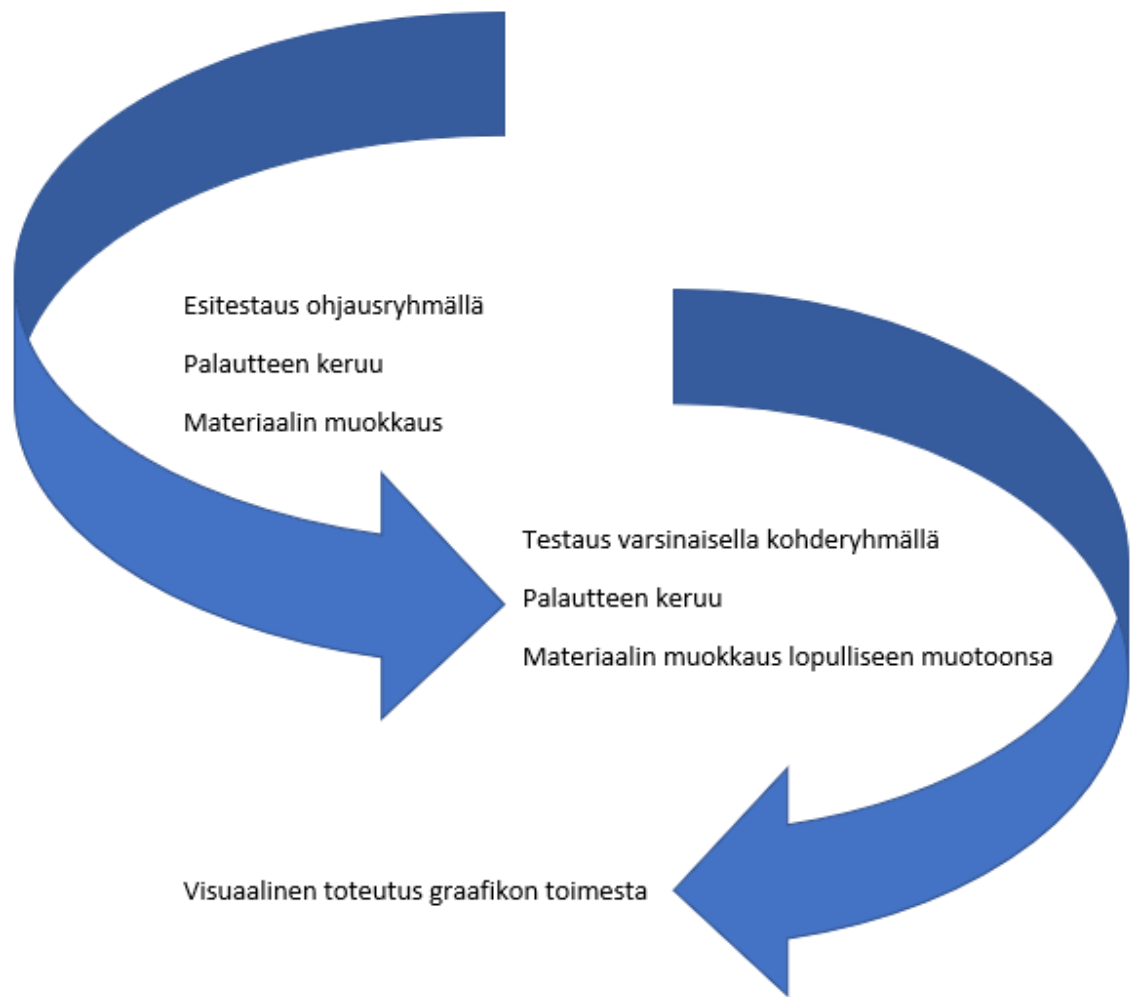 Esitestaus ohjausryhmällä
Palautteen keruu
Materiaalin muokkaus
Testaus varsinaisella kohderyhmällä
Palautteen keruu
Materiaalin muokkaus lopulliseen muotoonsa
Visuaalinen toteutus graafikon toimesta